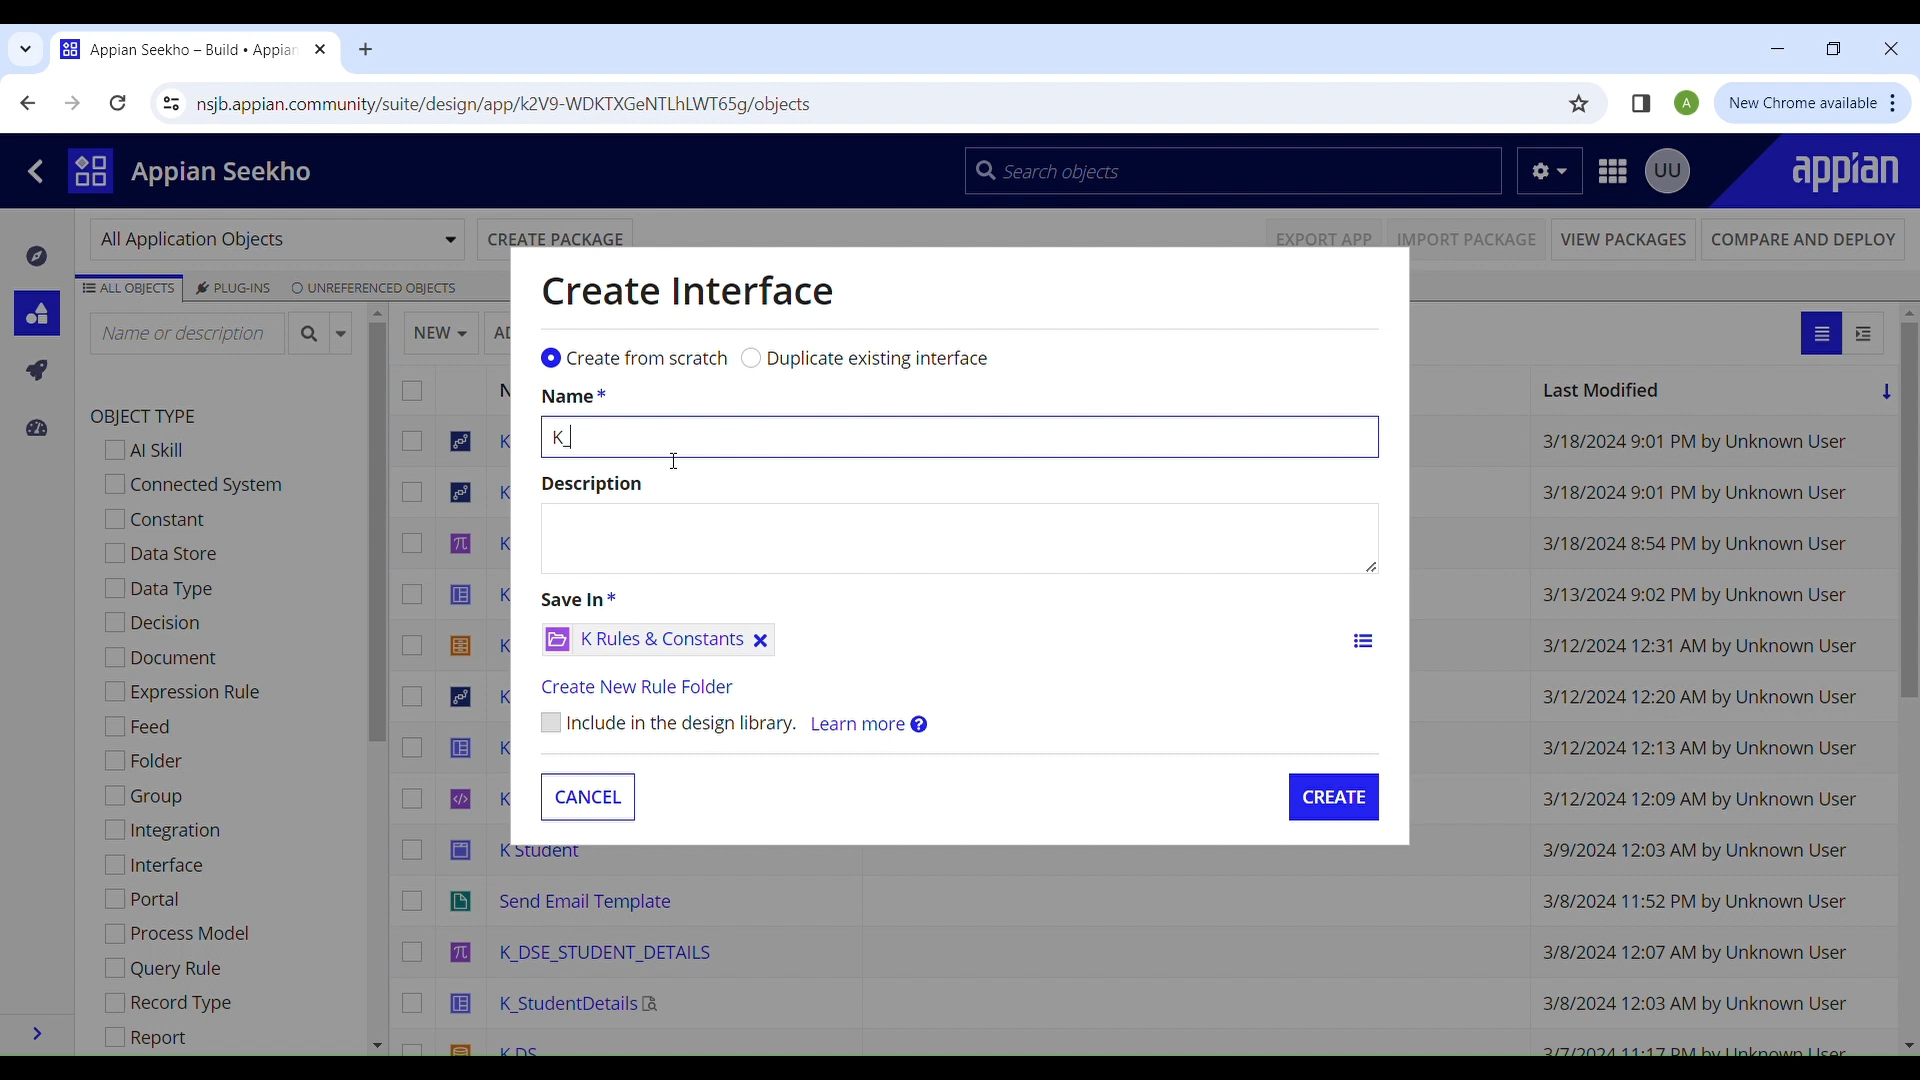 Appian Seekho – Build • Appian
nsjb.appian.community/suite/design/app/k2V9-WDKTXGeNTLhLWT65g/objects
A
New Chrome available
Appian Seekho
Search objects
UU
appian
All Application Objects
CREATE PACKAGE
EXPORT APP
IMPORT PACKAGE
VIEW PACKAGES
COMPARE AND DEPLOY
ALL OBJECTS
PLUG-INS
UNREFERENCED OBJECTS
Name or description
NEW
Create Interface
Create from scratch
Duplicate existing interface
Name *
K_
Description
Save In *
K Rules & Constants
Create New Rule Folder
Include in the design library. Learn more
CANCEL
CREATE
OBJECT TYPE
AI Skill
Connected System
Constant
Data Store
Data Type
Decision
Document
Expression Rule
Feed
Folder
Group
Integration
Interface
Portal
Process Model
Query Rule
Record Type
Report
Last Modified
3/18/2024 9:01 PM by Unknown User
3/18/2024 9:01 PM by Unknown User
3/18/2024 8:54 PM by Unknown User
3/13/2024 9:02 PM by Unknown User
3/12/2024 12:31 AM by Unknown User
3/12/2024 12:20 AM by Unknown User
3/12/2024 12:13 AM by Unknown User
3/12/2024 12:09 AM by Unknown User
K Student
3/9/2024 12:03 AM by Unknown User
Send Email Template
3/8/2024 11:52 PM by Unknown User
K_DSE_STUDENT_DETAILS
3/8/2024 12:07 AM by Unknown User
K_StudentDetails
3/8/2024 12:03 AM by Unknown User
K DS
3/7/2024 11:17 PM by Unknown User